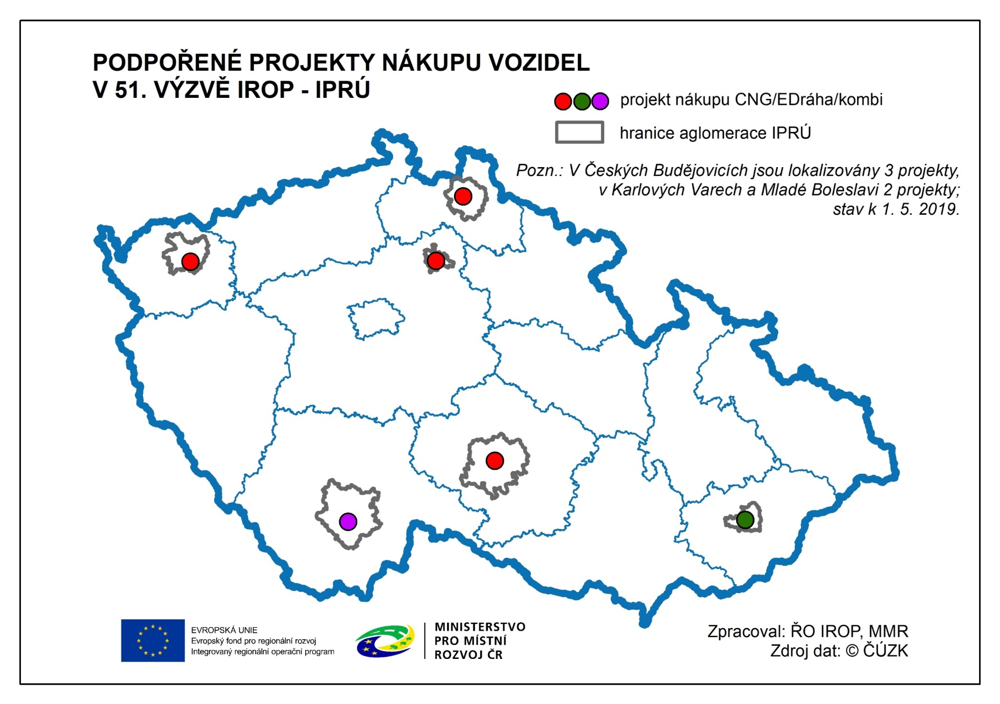 PODPOŘENÉ PROJEKTY NÁKUPU VOZIDEL
V 51. VÝZVĚ IROP - IPRÚ
projekt nákupu CNG/EDráha/kombi
hranice aglomerace IPRÚ
Pozn.: V Českých Budějovicích jsou lokalizovány 3 projekty,
v Karlových Varech a Mladé Boleslavi 2 projekty;
stav k 1. 5. 2019.
EVROPSKÁ UNIE
Evropský fond pro regionální rozvoj
Integrovaný regionální operační program
MINISTERSTVO
PRO MÍSTNÍ
ROZVOJ ČR
Zpracoval: ŘO IROP, MMR
Zdroj dat: © ČÚZK